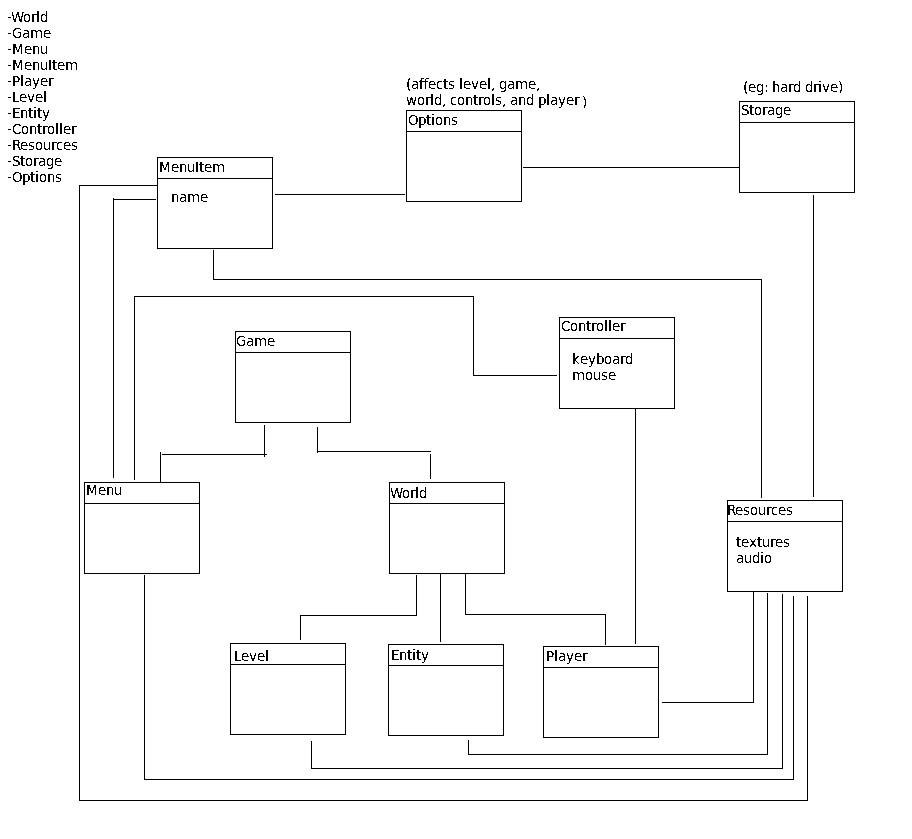 -World
-Game
-Menu
-MenuItem
-Player
-Level
-Entity
-Controller
-Resources
-Storage
-Options
(affects level, game,
world, controls, and player )
Options
(eg: hard drive)
Storage
MenuItem
name
Game
Controller
keyboard
mouse
Menu
World
Resources
textures
audio
Level
Entity
Player